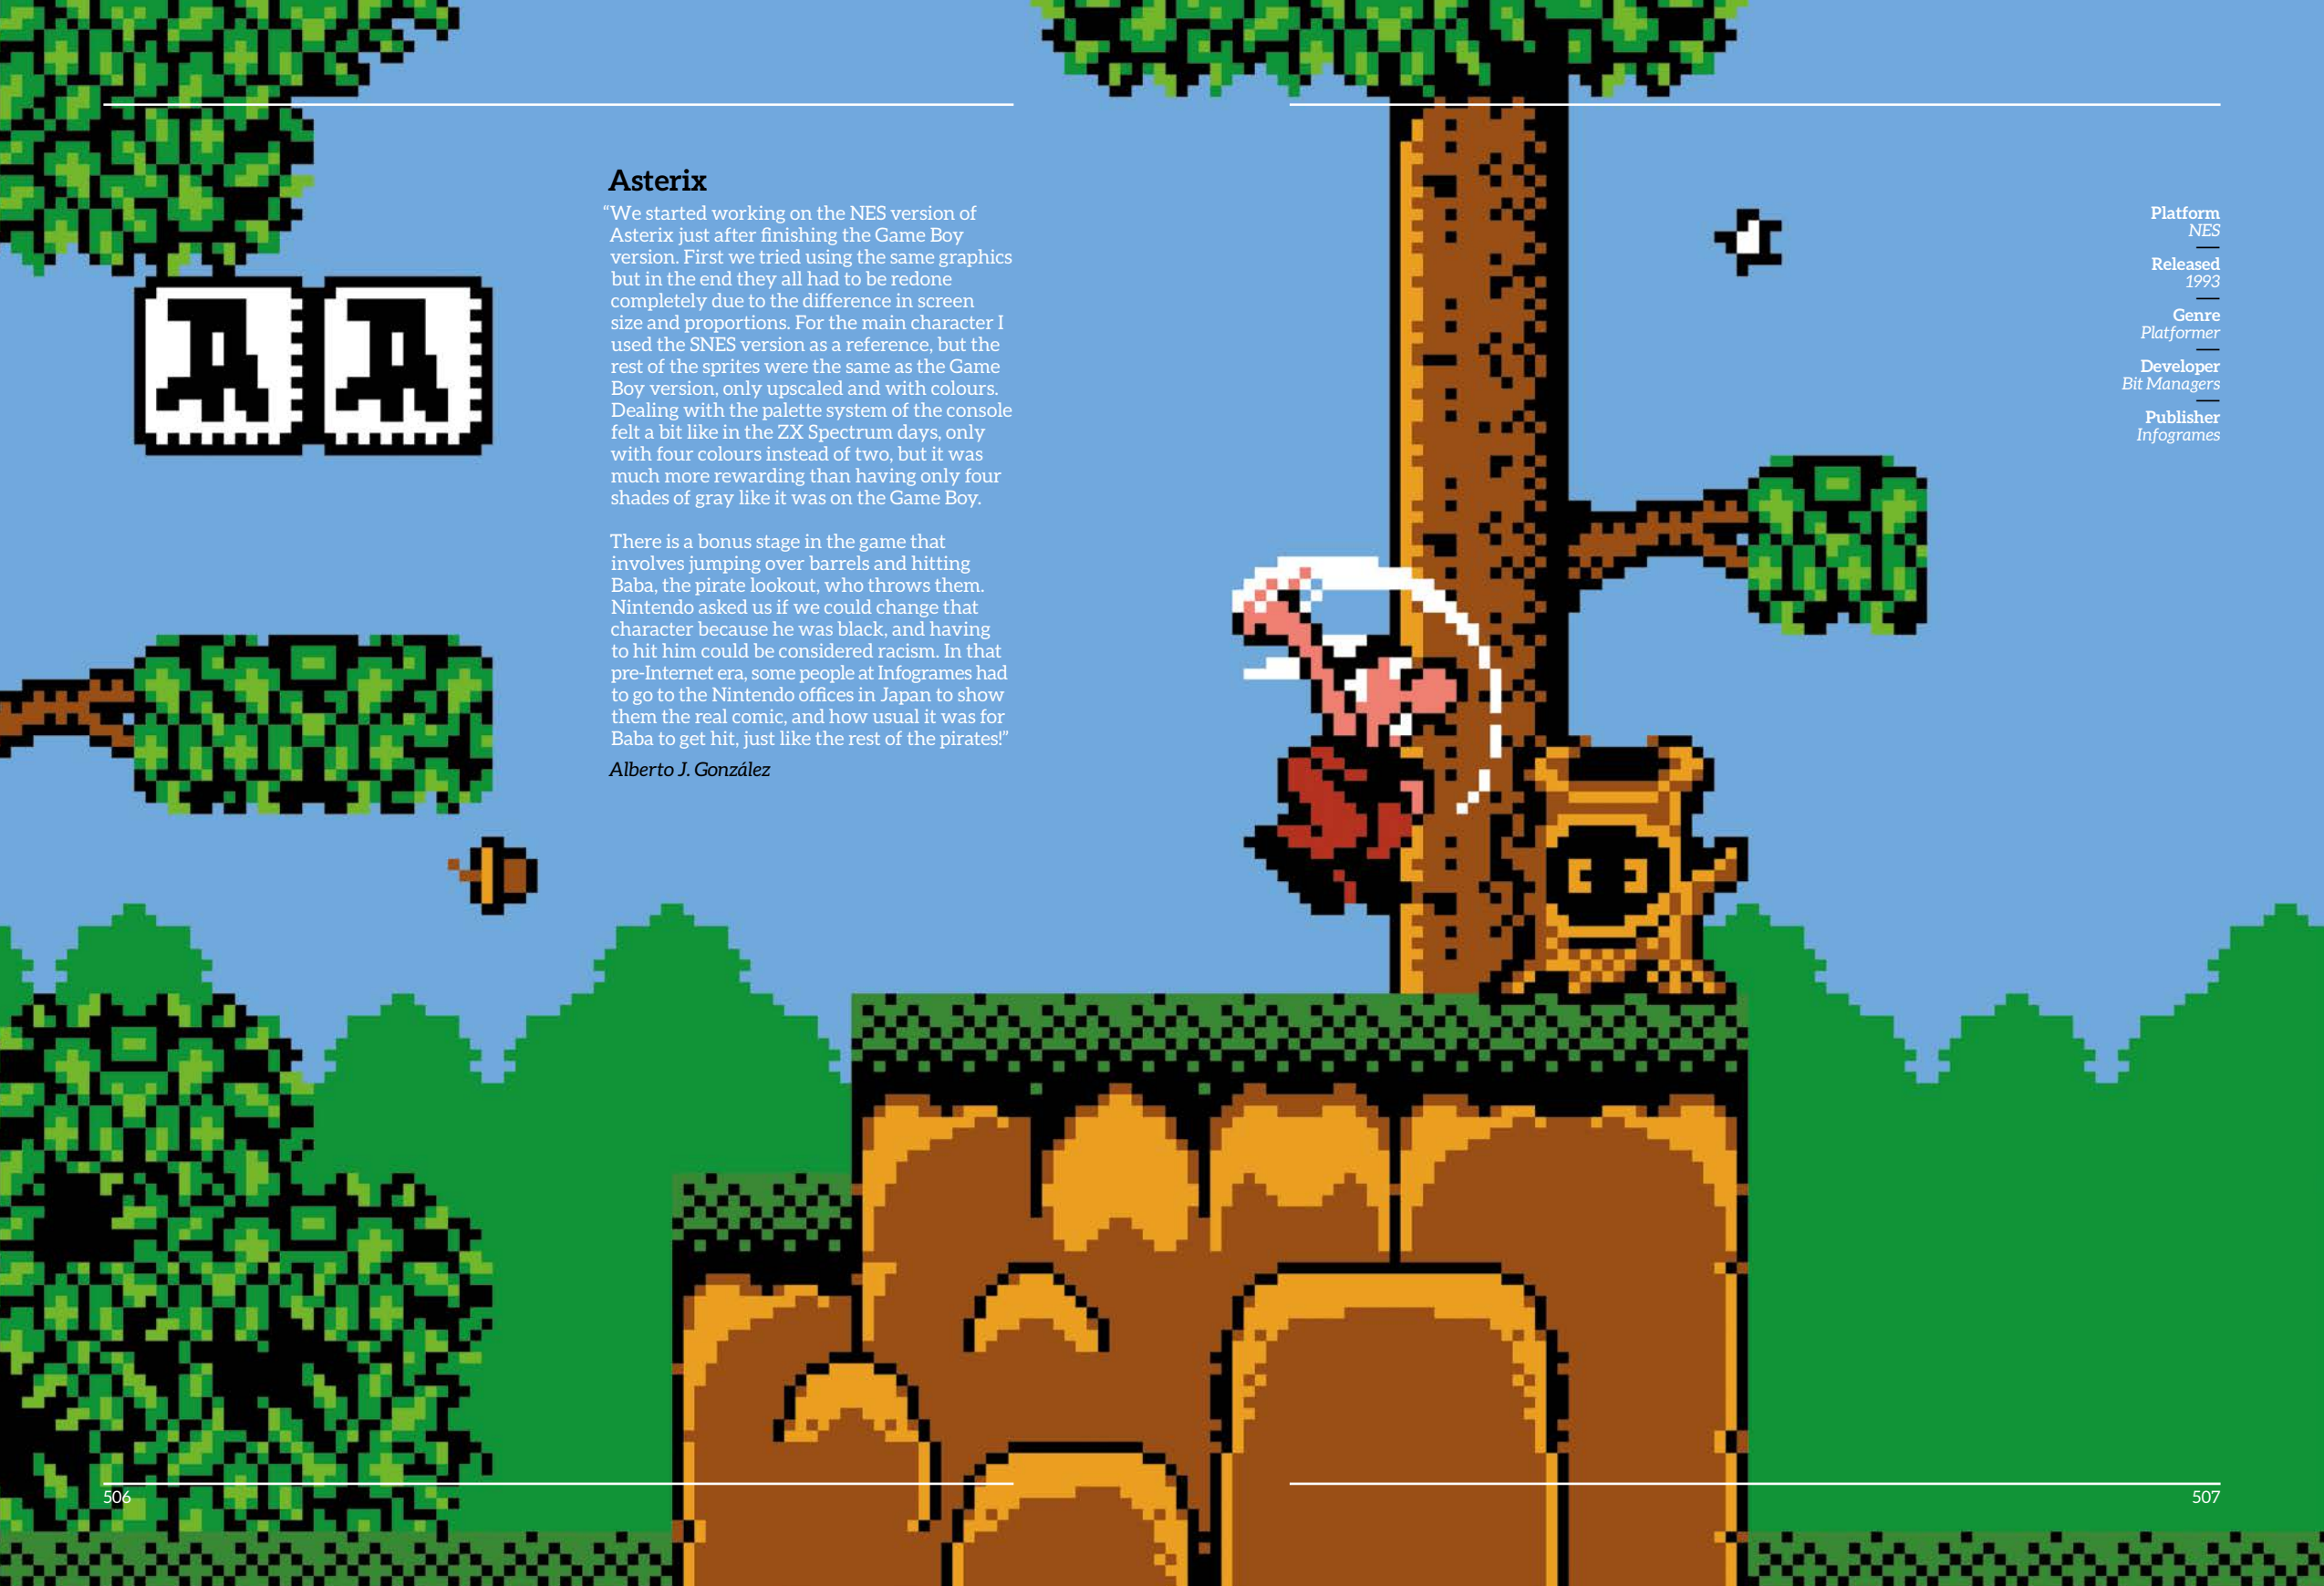 Asterix
“We started working on the NES version of
Asterix just after finishing the Game Boy
version. First we tried using the same graphics
but in the end they all had to be redone
completely due to the difference in screen
size and proportions. For the main character I
used the SNES version as a reference, but the
rest of the sprites were the same as the Game
Boy version, only upscaled and with colours.
Dealing with the palette system of the console
felt a bit like in the ZX Spectrum days, only
with four colours instead of two, but it was
much more rewarding than having only four
shades of gray like it was on the Game Boy.
There is a bonus stage in the game that
involves jumping over barrels and hitting
Baba, the pirate lookout, who throws them.
Nintendo asked us if we could change that
character because he was black, and having
to hit him could be considered racism. In that
pre-Internet era, some people at Infogrames had
to go to the Nintendo offices in Japan to show
them the real comic, and how usual it was for
Baba to get hit, just like the rest of the pirates!”
Alberto J. González
A A
Platform
NES
Released
1993
Genre
Platformer
Developer
Bit Managers
Publisher
Infogrames
506
507